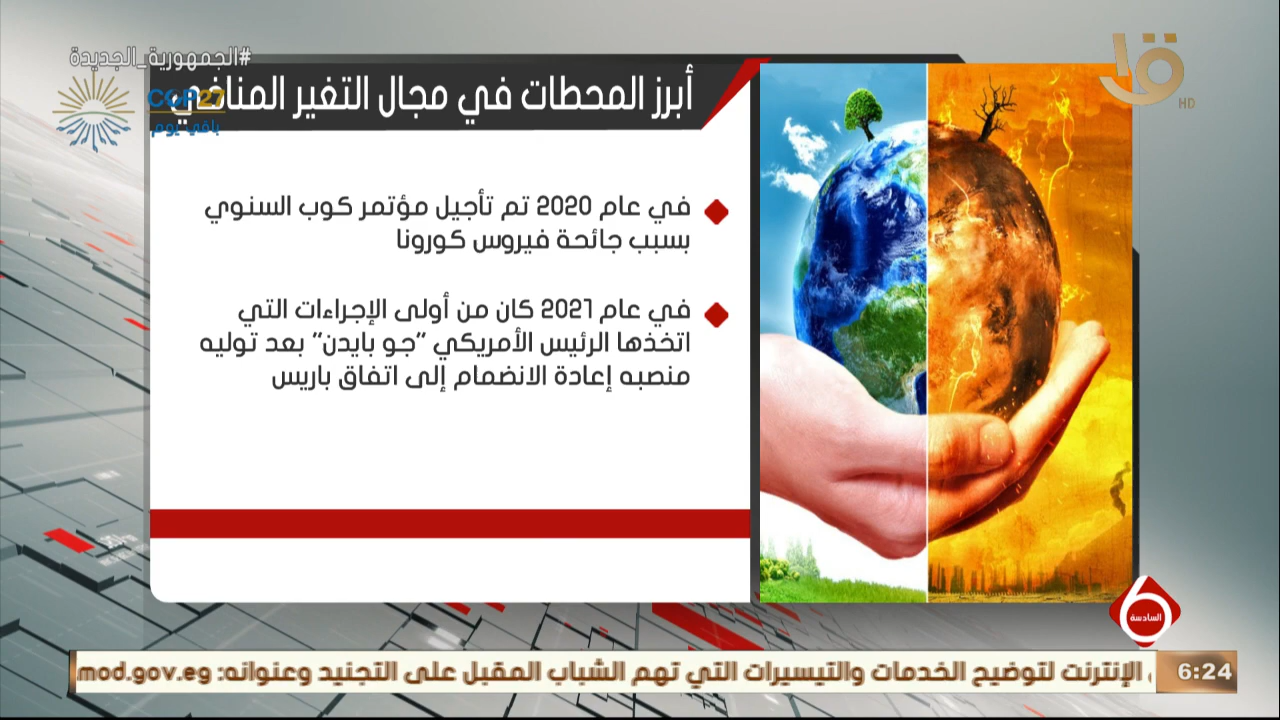 #الجمهورية_الجديدة
HD
COP27
باقي يوم
أبرز المحطات في مجال التغير المناخي
في عام 2020 تم تأجيل مؤتمر كوب السنوي
بسبب جائحة فيروس كورونا
في عام 2021 كان من أولى الإجراءات التي
اتخذها الرئيس الأمريكي "جو بايدن" بعد توليه
منصبه إعادة الانضمام إلى اتفاق باريس
6
السادسة
الإنترنت لتوضيح الخدمات والتيسيرات التي تهم الشباب المقبل على التجنيد وعنوانه: mod.gov.eg.
6:24